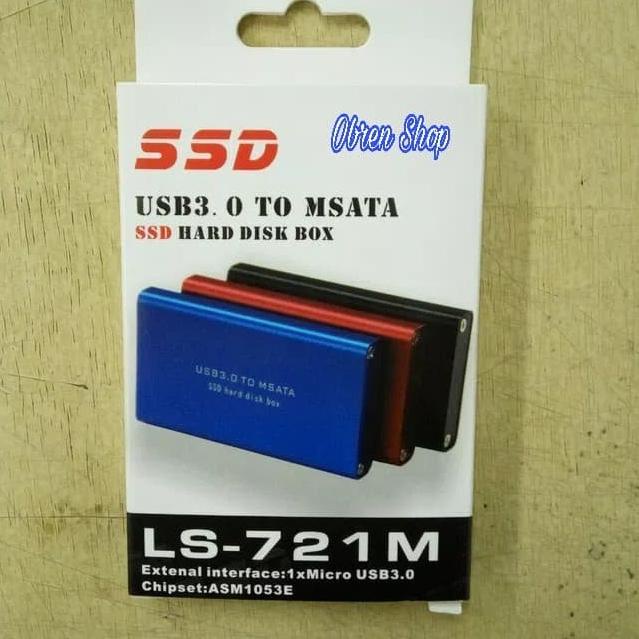 SSD
Obren Shop
USB3.0 TO MSATA
SSD HARD DISK BOX
USB3.0 TO MSATA
SSD hard disk box
LS-721M
Extenal interface:1xMicro USB3.0
Chipset:ASM1053E